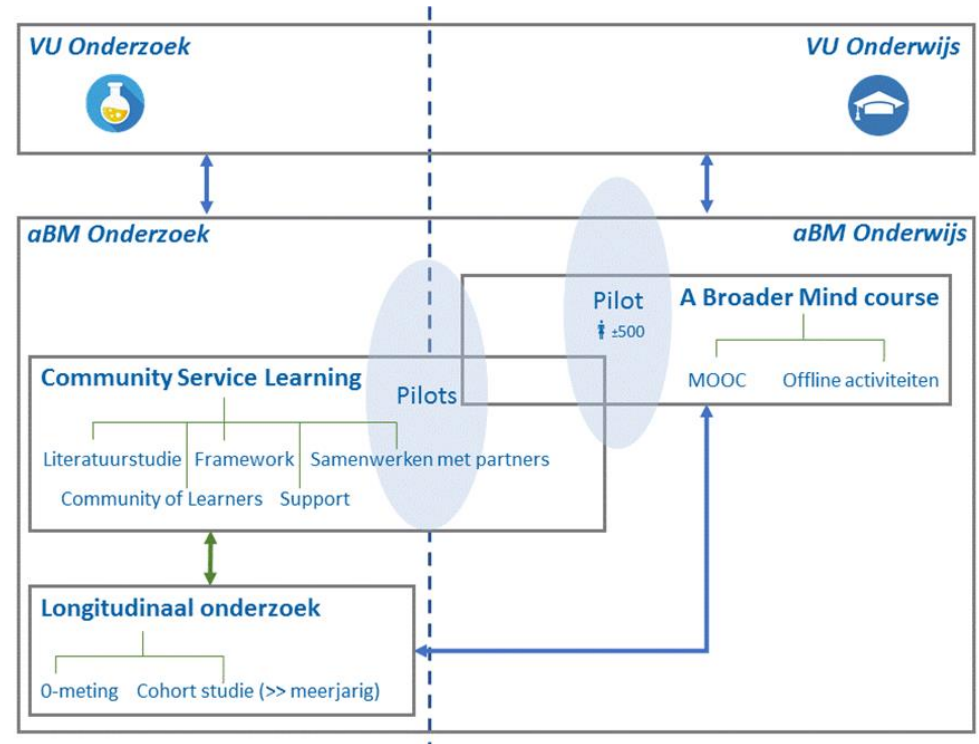 VU Onderzoek
VU Onderwijs
aBM Onderzoek
aBM Onderwijs
Pilot
±500
A Broader Mind course
MOOC
Offline activiteiten
Community Service Learning
Pilots
Literatuurstudie
Framework
Samenwerken met partners
Community of Learners
Support
Longitudinaal onderzoek
0-meting
Cohort studie (>> meerjarig)